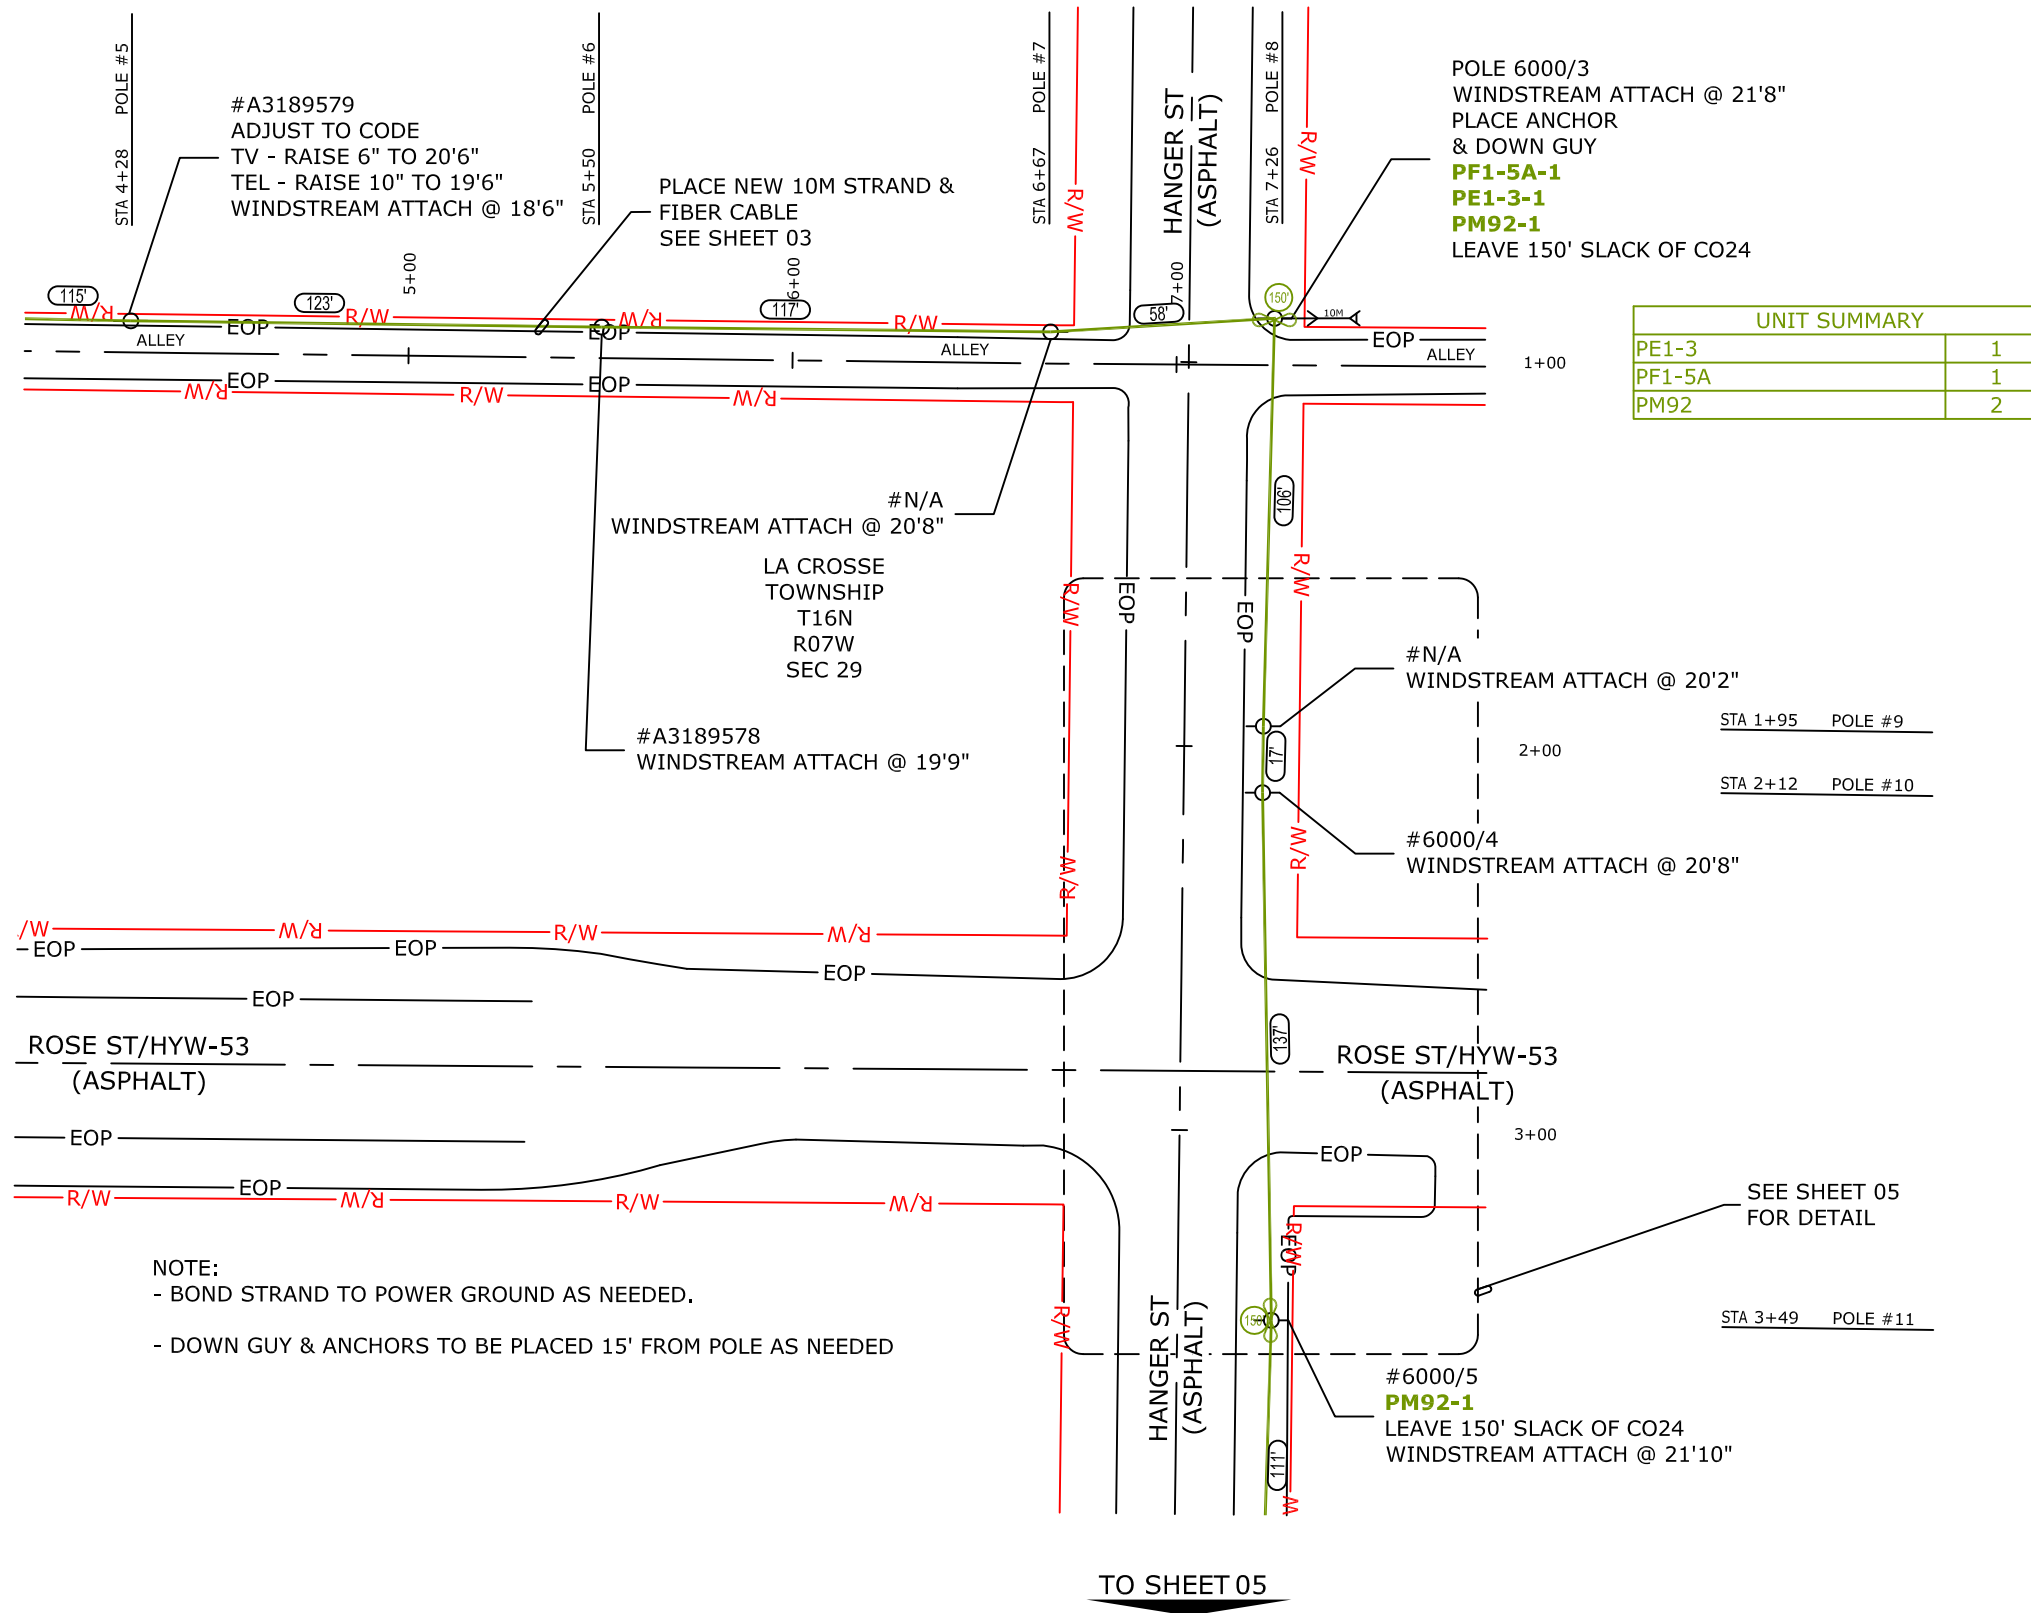 STA 4+28 POLE #5
STA 5+50 POLE #6
STA 6+67 POLE #7
STA 7+26 POLE #8
HANGER ST
(ASPHALT)
#A3189579
ADJUST TO CODE
TV - RAISE 6" TO 20'6"
TEL - RAISE 10" TO 19'6"
WINDSTREAM ATTACH @ 18'6"
PLACE NEW 10M STRAND &
FIBER CABLE
SEE SHEET 03
POLE 6000/3
WINDSTREAM ATTACH @ 21'8"
PLACE ANCHOR
& DOWN GUY
PF1-5A-1
PE1-3-1
PM92-1
LEAVE 150' SLACK OF CO24
R/W
R/W
5+00
6+00
7+00
115'
123'
117'
58'
150'
10M
R/W
R/W
R/W
R/W
EOP
EOP
EOP
ALLEY
ALLEY
ALLEY
1+00
EOP
EOP
R/W
R/W
R/W
UNIT SUMMARY
PE1-3 1
PF1-5A 1
PM92 2
106'
#N/A
WINDSTREAM ATTACH @ 20'8"
LA CROSSE
TOWNSHIP
T16N
R07W
SEC 29
R/W
EOP
EOP
R/W
#N/A
WINDSTREAM ATTACH @ 20'2"
STA 1+95 POLE #9
17'
2+00
#A3189578
WINDSTREAM ATTACH @ 19'9"
STA 2+12 POLE #10
#6000/4
WINDSTREAM ATTACH @ 20'8"
R/W
R/W
/W
R/W
R/W
R/W
EOP
EOP
EOP
EOP
137'
ROSE ST/HYW-53
(ASPHALT)
ROSE ST/HYW-53
(ASPHALT)
3+00
EOP
EOP
EOP
R/W
R/W
R/W
R/W
SEE SHEET 05
FOR DETAIL
R/W
EOP
NOTE:
- BOND STRAND TO POWER GROUND AS NEEDED.
- DOWN GUY & ANCHORS TO BE PLACED 15' FROM POLE AS NEEDED
R/W
HANGER ST
(ASPHALT)
150'
STA 3+49 POLE #11
#6000/5
PM92-1
LEAVE 150' SLACK OF CO24
WINDSTREAM ATTACH @ 21'10"
111'
W
TO SHEET 05